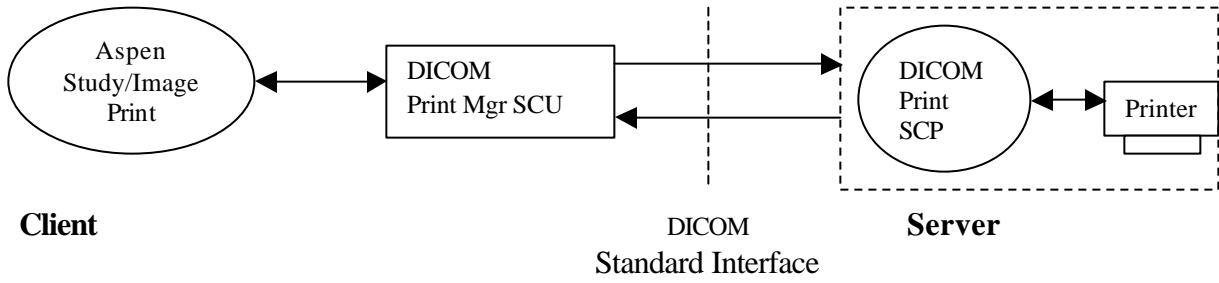 Aspen
Study/Image
Print
DICOM
Print Mgr SCU
DICOM
Print
SCP
Printer
Client
DICOM
Standard Interface
Server